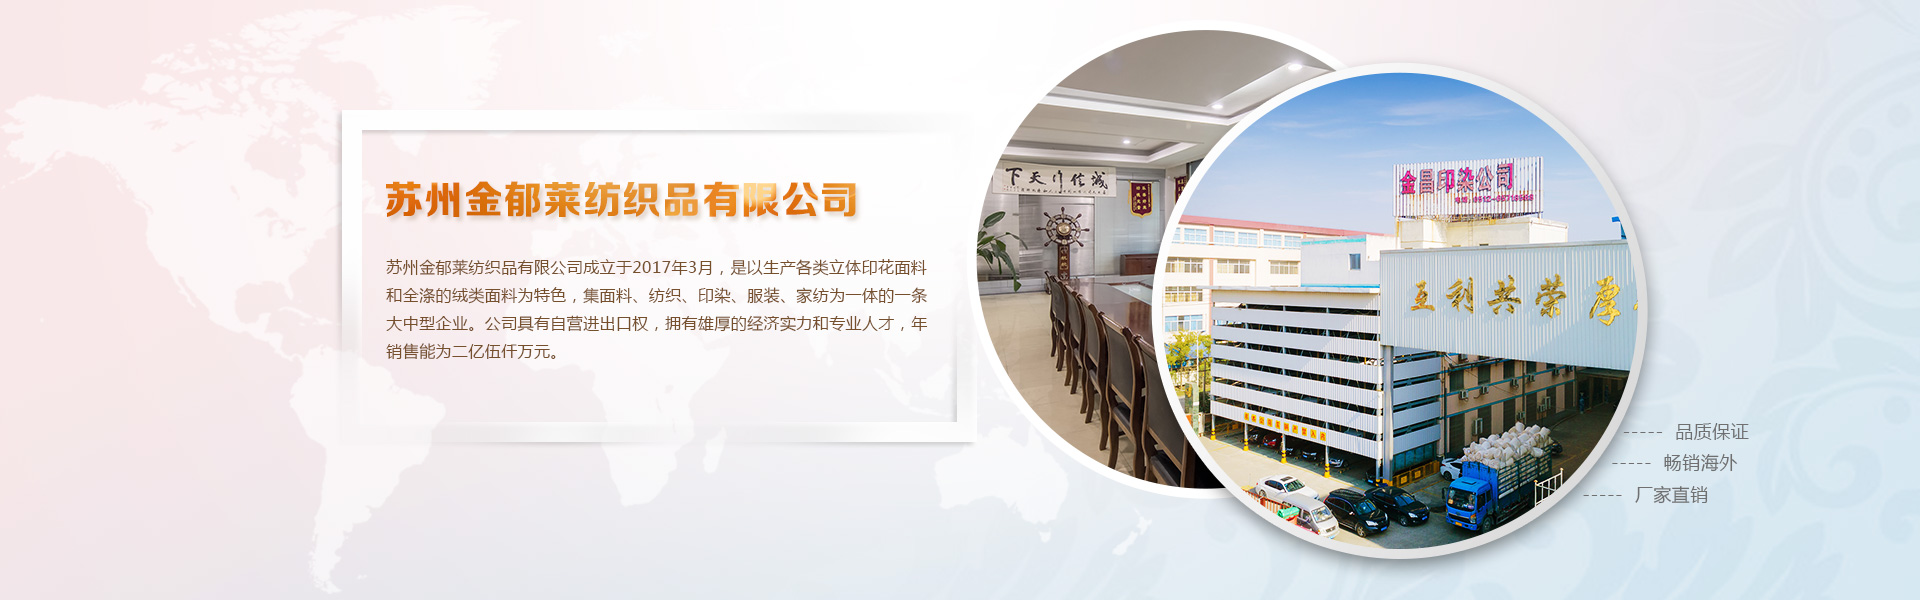 苏州金郁莱纺织品有限公司
苏州金郁莱纺织品有限公司成立于2017年3月，是以生产各类立体印花面料
和全涤的绒类面料为特色，集面料、纺织、印染、服装、家纺为一体的一条
大中型企业。公司具有自营进出口权，拥有雄厚的经济实力和专业人才，年
销售能为二亿伍仟万元。
下天行信诚
金昌印染公司
互利共荣 厚
----- 品质保证
----- 畅销海外
----- 厂家直销